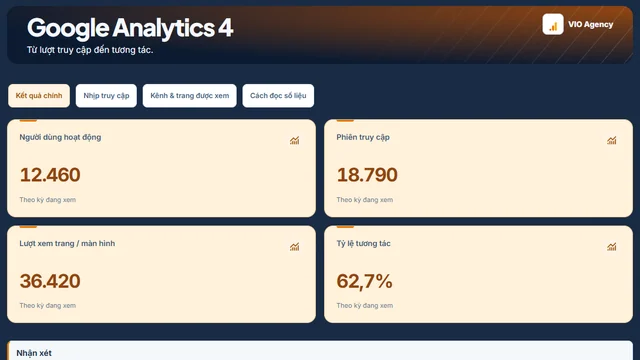 Google Analytics 4
Từ lượt truy cập đến tương tác.
VIO Agency
Kết quả chính
Nhịp truy cập
Kênh & trang được xem
Cách đọc số liệu
Người dùng hoạt động
12.460
Theo kỳ đang xem
Phiên truy cập
18.790
Theo kỳ đang xem
Lượt xem trang / màn hình
36.420
Theo kỳ đang xem
Tỷ lệ tương tác
62,7%
Theo kỳ đang xem
Nhận xét